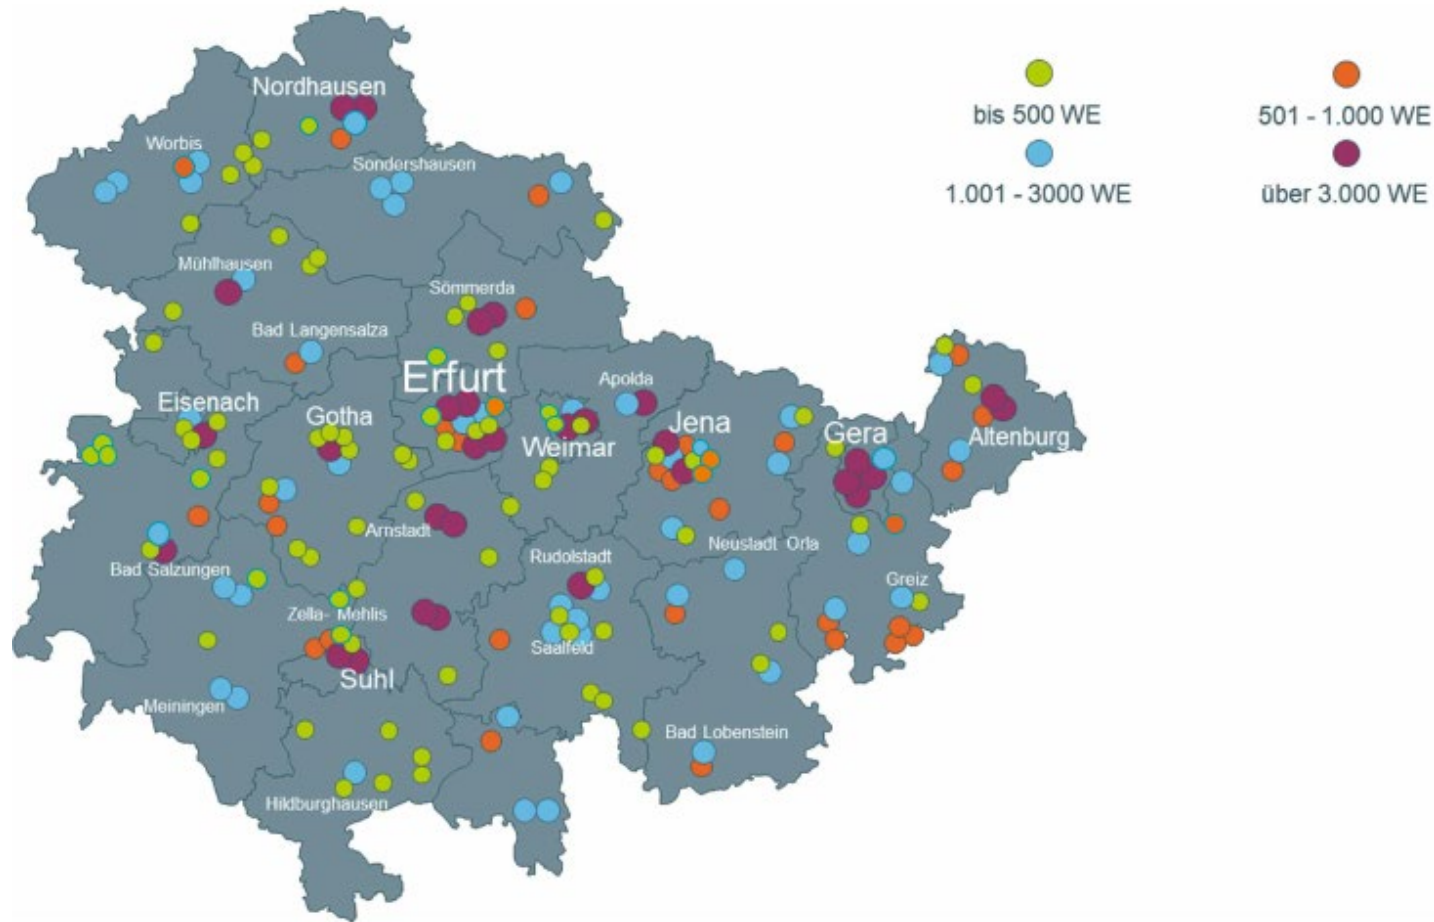 Nordhausen
bis 500 WE
501 - 1.000 WE
Worbis
Sondershausen
1.001 - 3000 WE
über 3.000 WE
Mühlhausen
Sömmerda
Bad Langensalza
Erfurt
Apolda
Eisenach
Gotha
Jena
Gera
Altenburg
Weimar
Arnstadt
Neustadt Orla
Rudolstadt
Bad Salzungen
Greiz
Zella- Mehlis
Saalfeld
Suhl
Meiningen
Bad Lobenstein
Hildburghausen